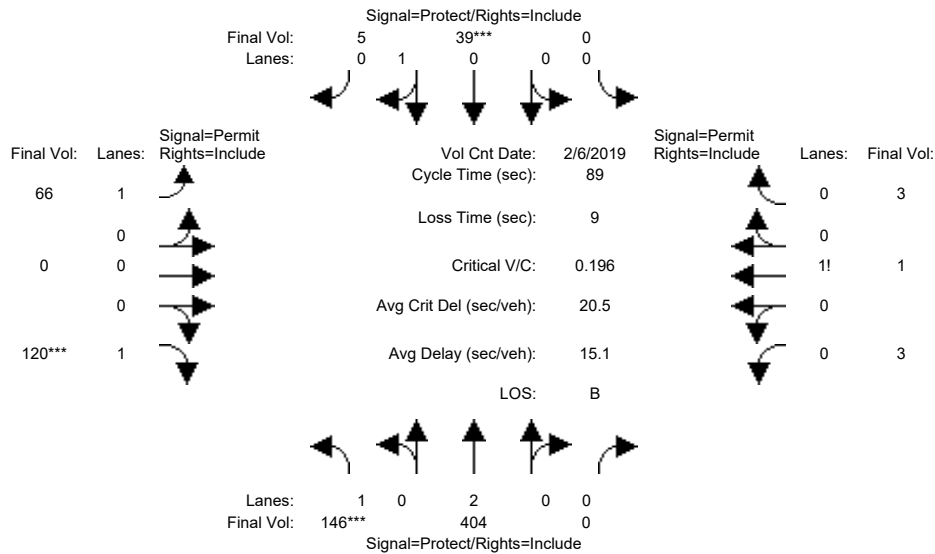 Signal=Protect/Rights=Include
Final Vol: 5 39*** 0
Lanes: 0 1 0 0 0
Signal=Permit
Final Vol: Lanes: Rights=Include
Vol Cnt Date: 2/6/2019
Signal=Permit
Rights=Include Lanes: Final Vol:
Cycle Time (sec): 89
66 1
0 3
Loss Time (sec): 9
0
0
0 0
Critical V/C: 0.196
1! 1
0
Avg Crit Del (sec/veh): 20.5
0
120*** 1
Avg Delay (sec/veh): 15.1
0 3
LOS: B
Lanes: 1 0 2 0 0
Final Vol: 146*** 404 0
Signal=Protect/Rights=Include